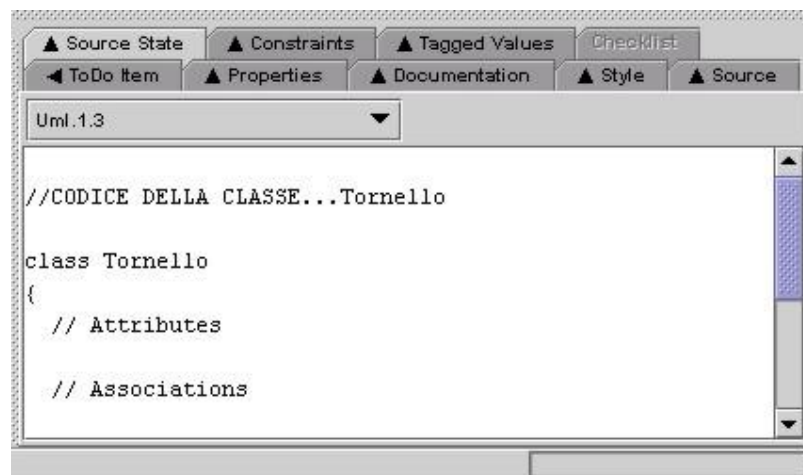 ▲ Source State ▲ Constraints ▲ Tagged Values Checklist
◀ ToDo Item ▲ Properties ▲ Documentation ▲ Style ▲ Source
Uml.1.3
//CODICE DELLA CLASSE...Tornello
class Tornello
{
// Attributes
// Associations